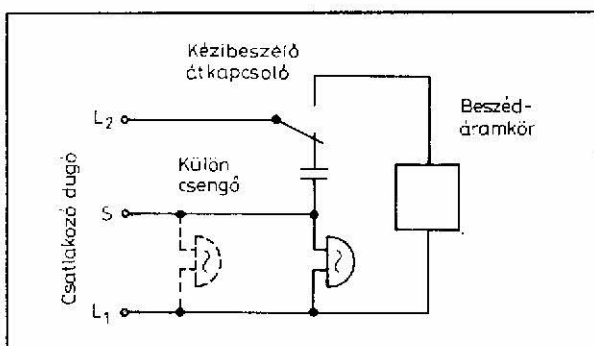 Kézibeszélő
átkapcsoló
Beszéd-
áramkör
L₂
Külön
csengő
Csatlakozó dugó
S
L₁